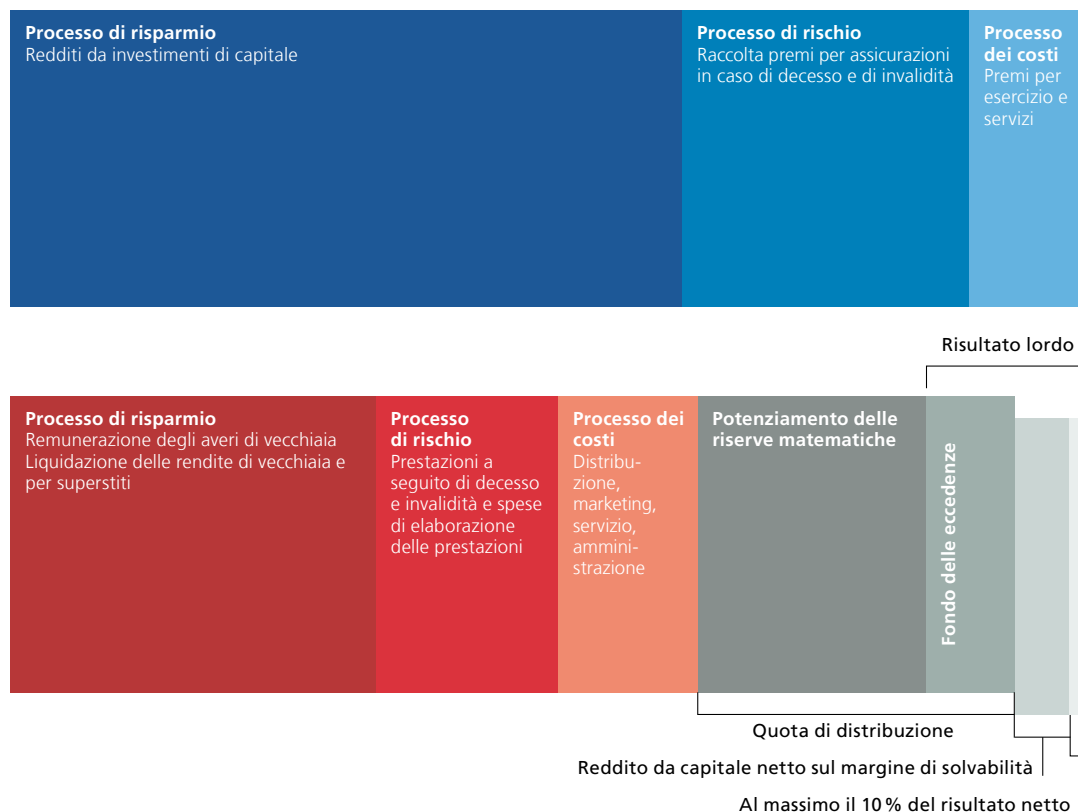 Processo di risparmio
Redditi da investimenti di capitale
Processo di rischio
Raccolta premi per assicurazioni
in caso di decesso e di invalidità
Processo
dei costi
Premi per
esercizio e
servizi
Risultato lordo
Processo di risparmio
Remunerazione degli averi di vecchiaia
Liquidazione delle rendite di vecchiaia e
per superstiti
Processo
di rischio
Prestazioni a
seguito di decesso
e invalidità e spese
di elaborazione
delle prestazioni
Processo dei
costi
Distribu-
zione,
marketing,
servizio,
ammini-
strazione
Potenziamento delle
riserve matematiche
Fondo delle eccedenze
Quota di distribuzione
Reddito da capitale netto sul margine di solvabilità
Al massimo il 10 % del risultato netto